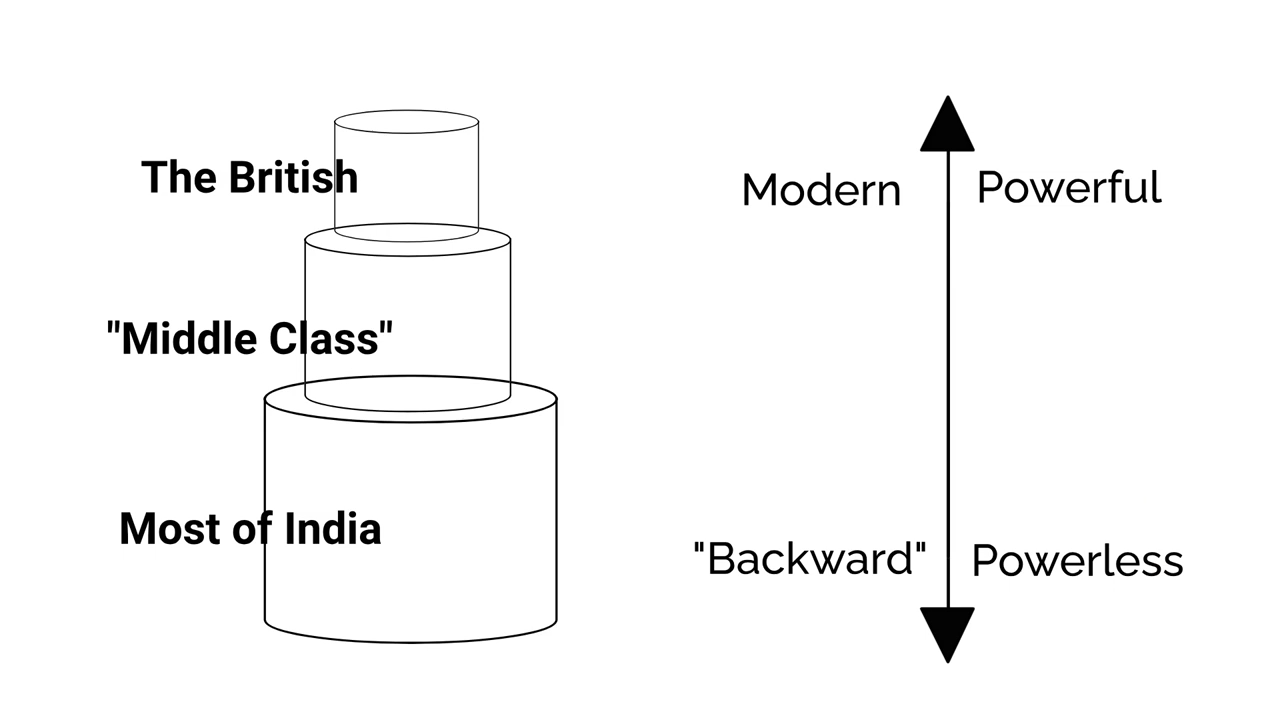 The British
"Middle Class"
Most of India
Modern
Powerful
"Backward"
Powerless